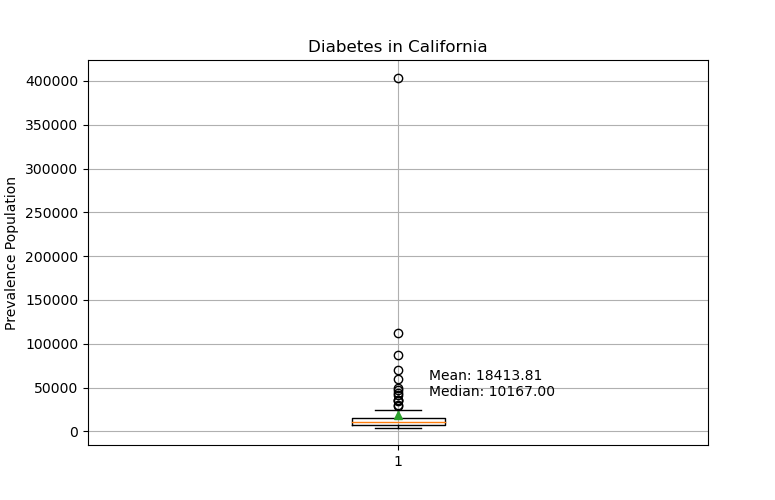 Diabetes in California
Prevalence Population
400000
350000
300000
250000
200000
150000
100000
50000
0
Mean: 18413.81
Median: 10167.00
1